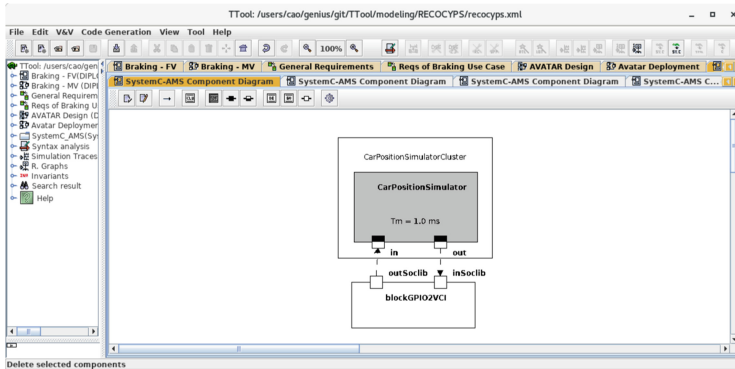 TTool: /users/cao/genius/git/TTool/modeling/RECOCYPS/recocyps.xml
File Edit V&V Code Generation View Tool Help
100%
TTool: /users/cao/gen
Braking - FV(DIPLO
Braking - MV (DIPL
General Requirem
Reqs of Braking U
AVATAR Design (D
Avatar Deploymer
SystemC_AMS(Sys
Syntax analysis
Simulation Traces
R. Graphs
Invariants
Search result
Help
Braking - FV Braking - MV General Requirements Reqs of Braking Use Case AVATAR Design Avatar Deployment
SystemC-AMS Component Diagram SystemC-AMS Component Diagram SystemC-AMS Component Diagram SystemC-AMS C...
CarPositionSimulatorCluster
CarPositionSimulator
Tm = 1.0 ms
in out
outSoclib inSoclib
blockGPIO2VCI
Delete selected components